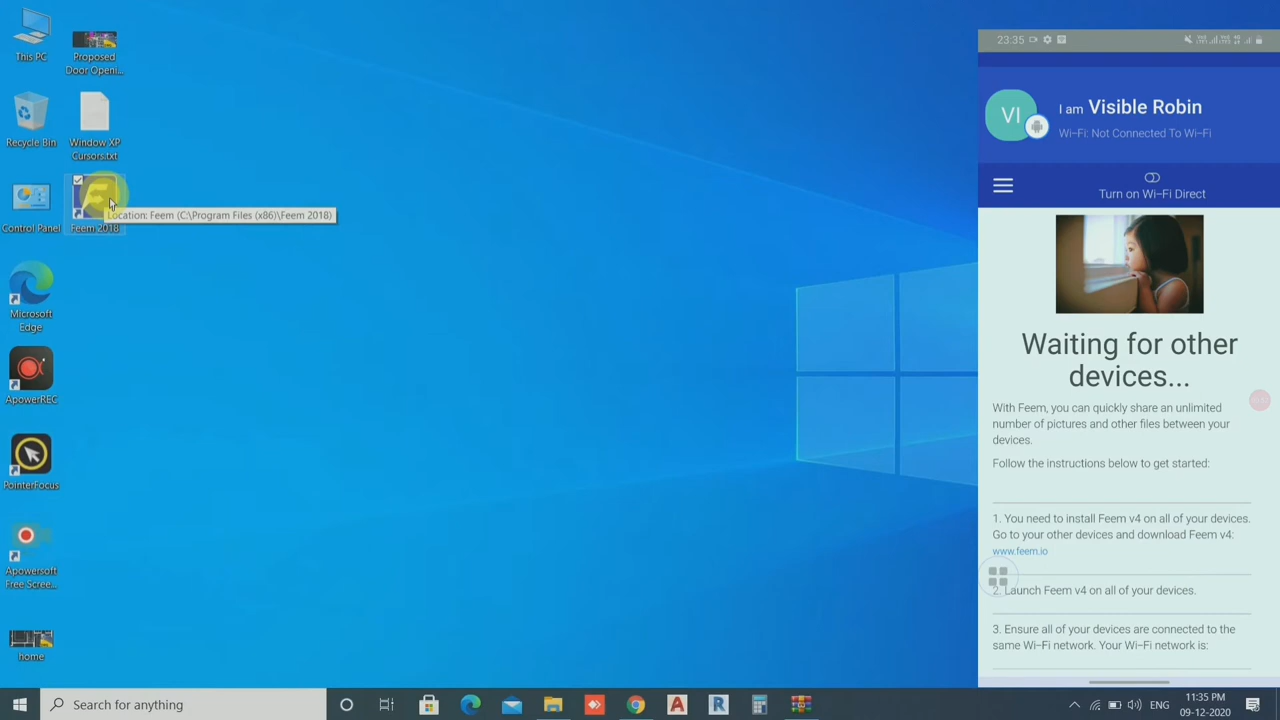 This PC
Proposed
Door Openi...
Recycle Bin
Window XP
Cursors.txt
Control Panel
Feem 2018
Location: Feem (C:\Program Files (x86)\Feem 2018)
Microsoft
Edge
ApowerREC
PointerFocus
Apowersoft
Free Scree...
home
Search for anything
ENG
11:35 PM
09-12-2020
23:35
VI
I am Visible Robin
Wi-Fi: Not Connected To Wi-Fi
Turn on Wi-Fi Direct
Waiting for other
devices...
With Feem, you can quickly share an unlimited
number of pictures and other files between your
devices.
Follow the instructions below to get started:
1. You need to install Feem v4 on all of your devices.
Go to your other devices and download Feem v4:
www.feem.io
2. Launch Feem v4 on all of your devices.
3. Ensure all of your devices are connected to the
same Wi-Fi network. Your Wi-Fi network is: